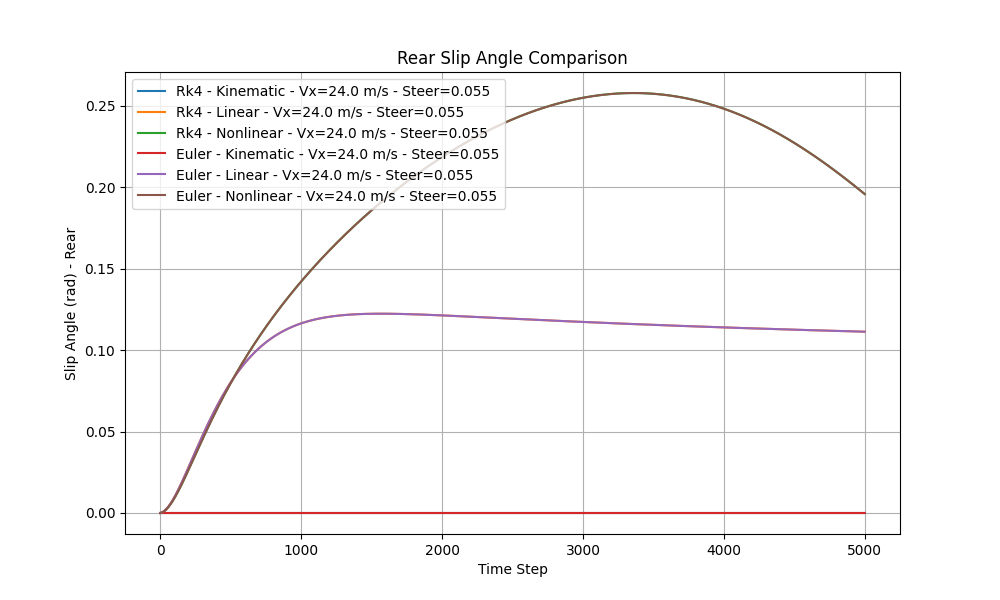 Rear Slip Angle Comparison
Rk4 - Kinematic - Vx=24.0 m/s - Steer=0.055
Rk4 - Linear - Vx=24.0 m/s - Steer=0.055
Rk4 - Nonlinear - Vx=24.0 m/s - Steer=0.055
Euler - Kinematic - Vx=24.0 m/s - Steer=0.055
Euler - Linear - Vx=24.0 m/s - Steer=0.055
Euler - Nonlinear - Vx=24.0 m/s - Steer=0.055
Slip Angle (rad) - Rear
0.25
0.20
0.15
0.10
0.05
0.00
0 1000 2000 3000 4000 5000
Time Step